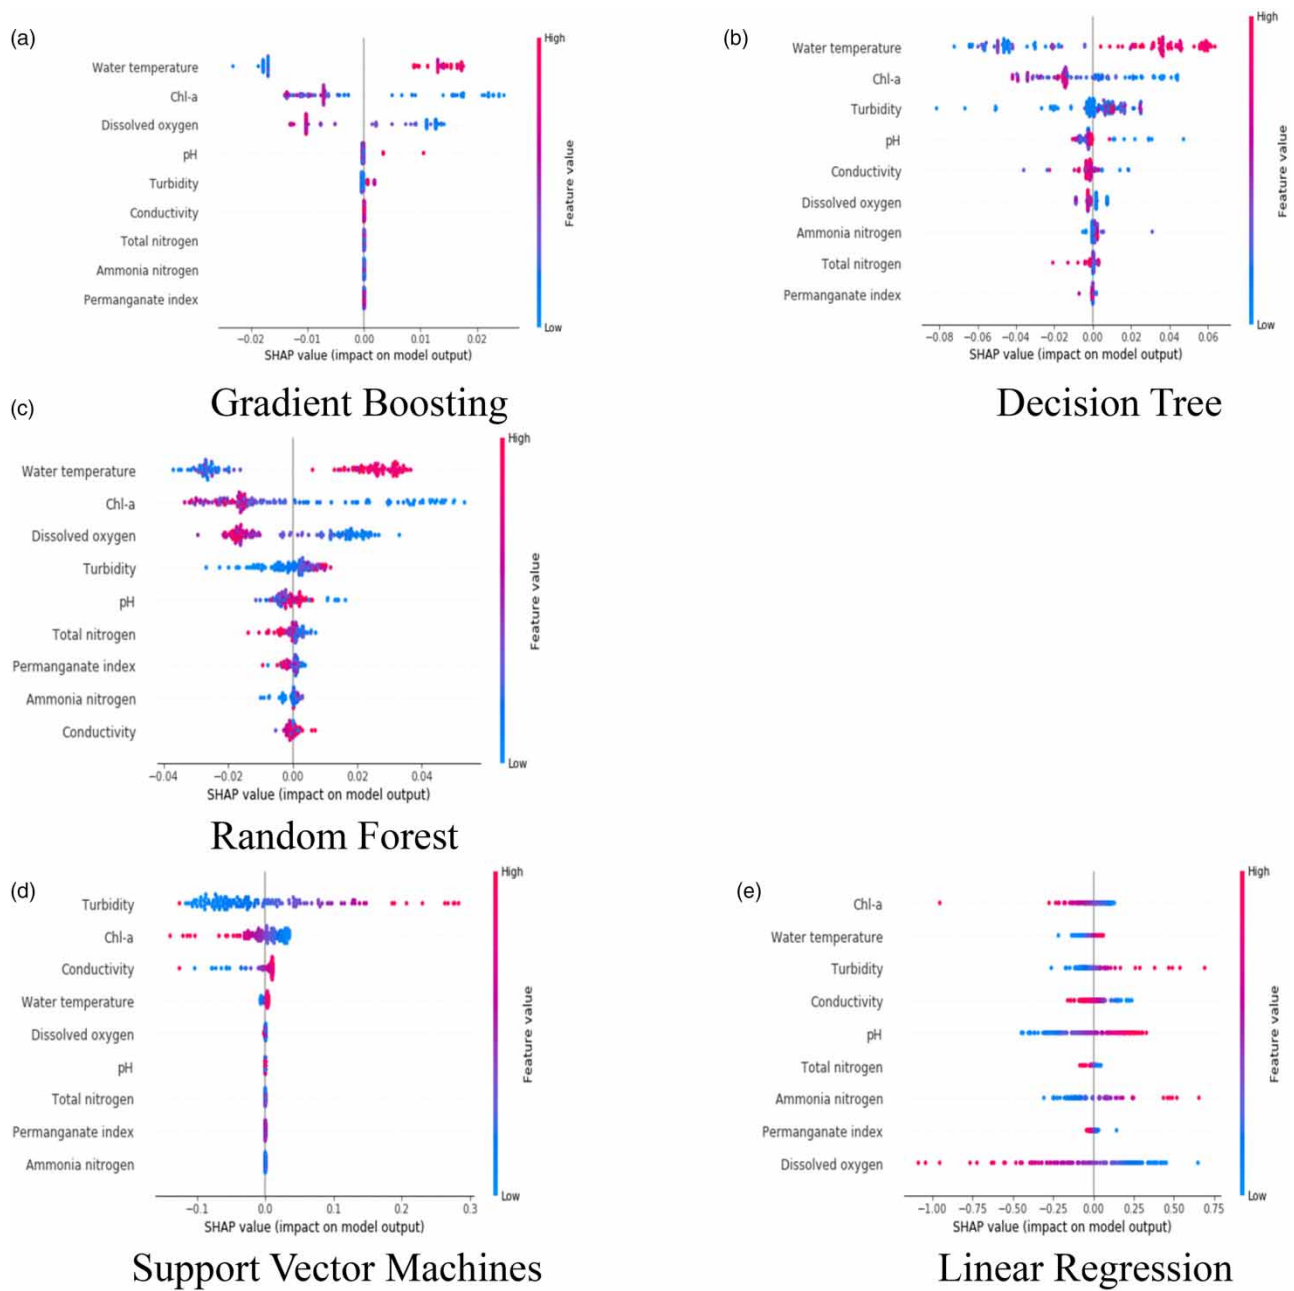 (a)
High
Water temperature
Chl-a
Dissolved oxygen
pH
Turbidity
Conductivity
Total nitrogen
Ammonia nitrogen
Permanganate index
Feature value
Low
−0.02 −0.01 0.00 0.01 0.02
SHAP value (impact on model output)
Gradient Boosting
(b)
High
Water temperature
Chl-a
Turbidity
pH
Conductivity
Dissolved oxygen
Ammonia nitrogen
Total nitrogen
Permanganate index
Feature value
Low
−0.08 −0.06 −0.04 −0.02 0.00 0.02 0.04 0.06
SHAP value (impact on model output)
Decision Tree
(c)
High
Water temperature
Chl-a
Dissolved oxygen
Turbidity
pH
Total nitrogen
Permanganate index
Ammonia nitrogen
Conductivity
Feature value
Low
−0.04 −0.02 0.00 0.02 0.04
SHAP value (impact on model output)
Random Forest
(d)
High
Turbidity
Chl-a
Conductivity
Water temperature
Dissolved oxygen
pH
Total nitrogen
Permanganate index
Ammonia nitrogen
Feature value
Low
−0.1 0.0 0.1 0.2 0.3
SHAP value (impact on model output)
Support Vector Machines
(e)
High
Chl-a
Water temperature
Turbidity
Conductivity
pH
Total nitrogen
Ammonia nitrogen
Permanganate index
Dissolved oxygen
Feature value
Low
−1.00 −0.75 −0.50 −0.25 0.00 0.25 0.50 0.75
SHAP value (impact on model output)
Linear Regression